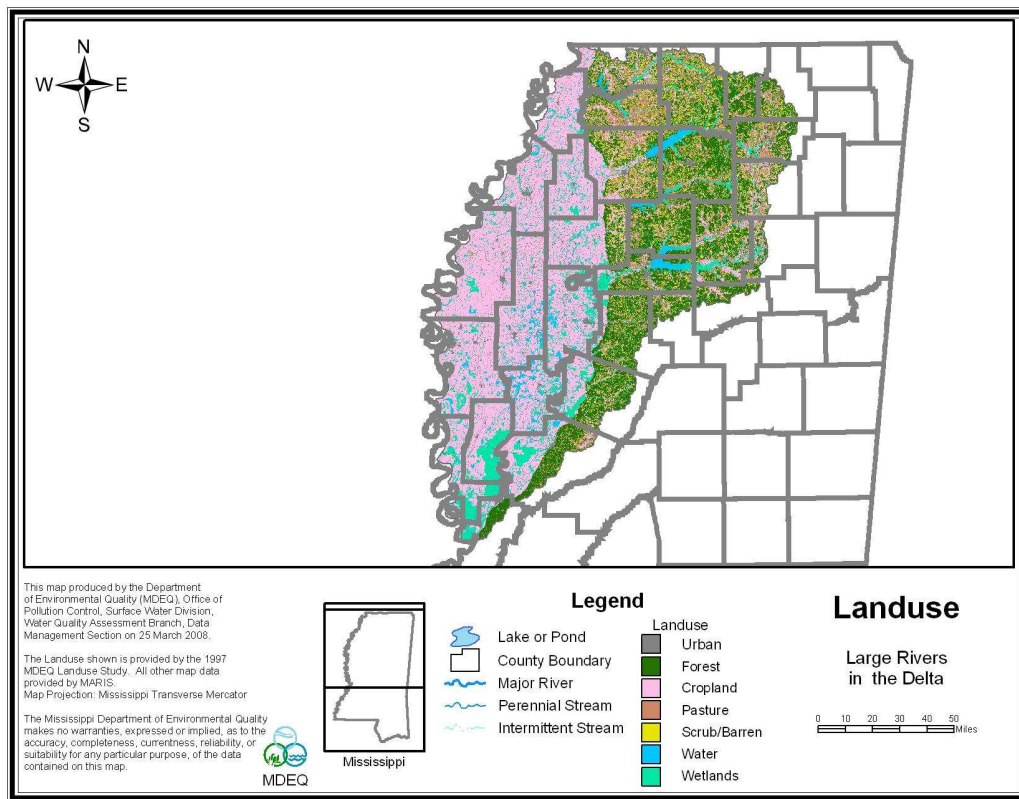 N
W E
S
This map produced by the Department
of Environmental Quality (MDEQ), Office of
Pollution Control, Surface Water Division,
Water Quality Assessment Branch, Data
Management Section on 25 March 2008.
The Landuse shown is provided by the 1997
MDEQ Landuse Study. All other map data
provided by MARIS.
Map Projection: Mississippi Transverse Mercator
The Mississippi Department of Environmental Quality
makes no warranties, expressed or implied, as to the
accuracy, completeness, currentness, reliability, or
suitability for any particular purpose, of the data
contained on this map.
MDEQ
Mississippi
Legend
Lake or Pond
County Boundary
Major River
Perennial Stream
Intermittent Stream
Landuse
Urban
Forest
Cropland
Pasture
Scrub/Barren
Water
Wetlands
Landuse
Large Rivers
in the Delta
0 10 20 30 40 50
Miles